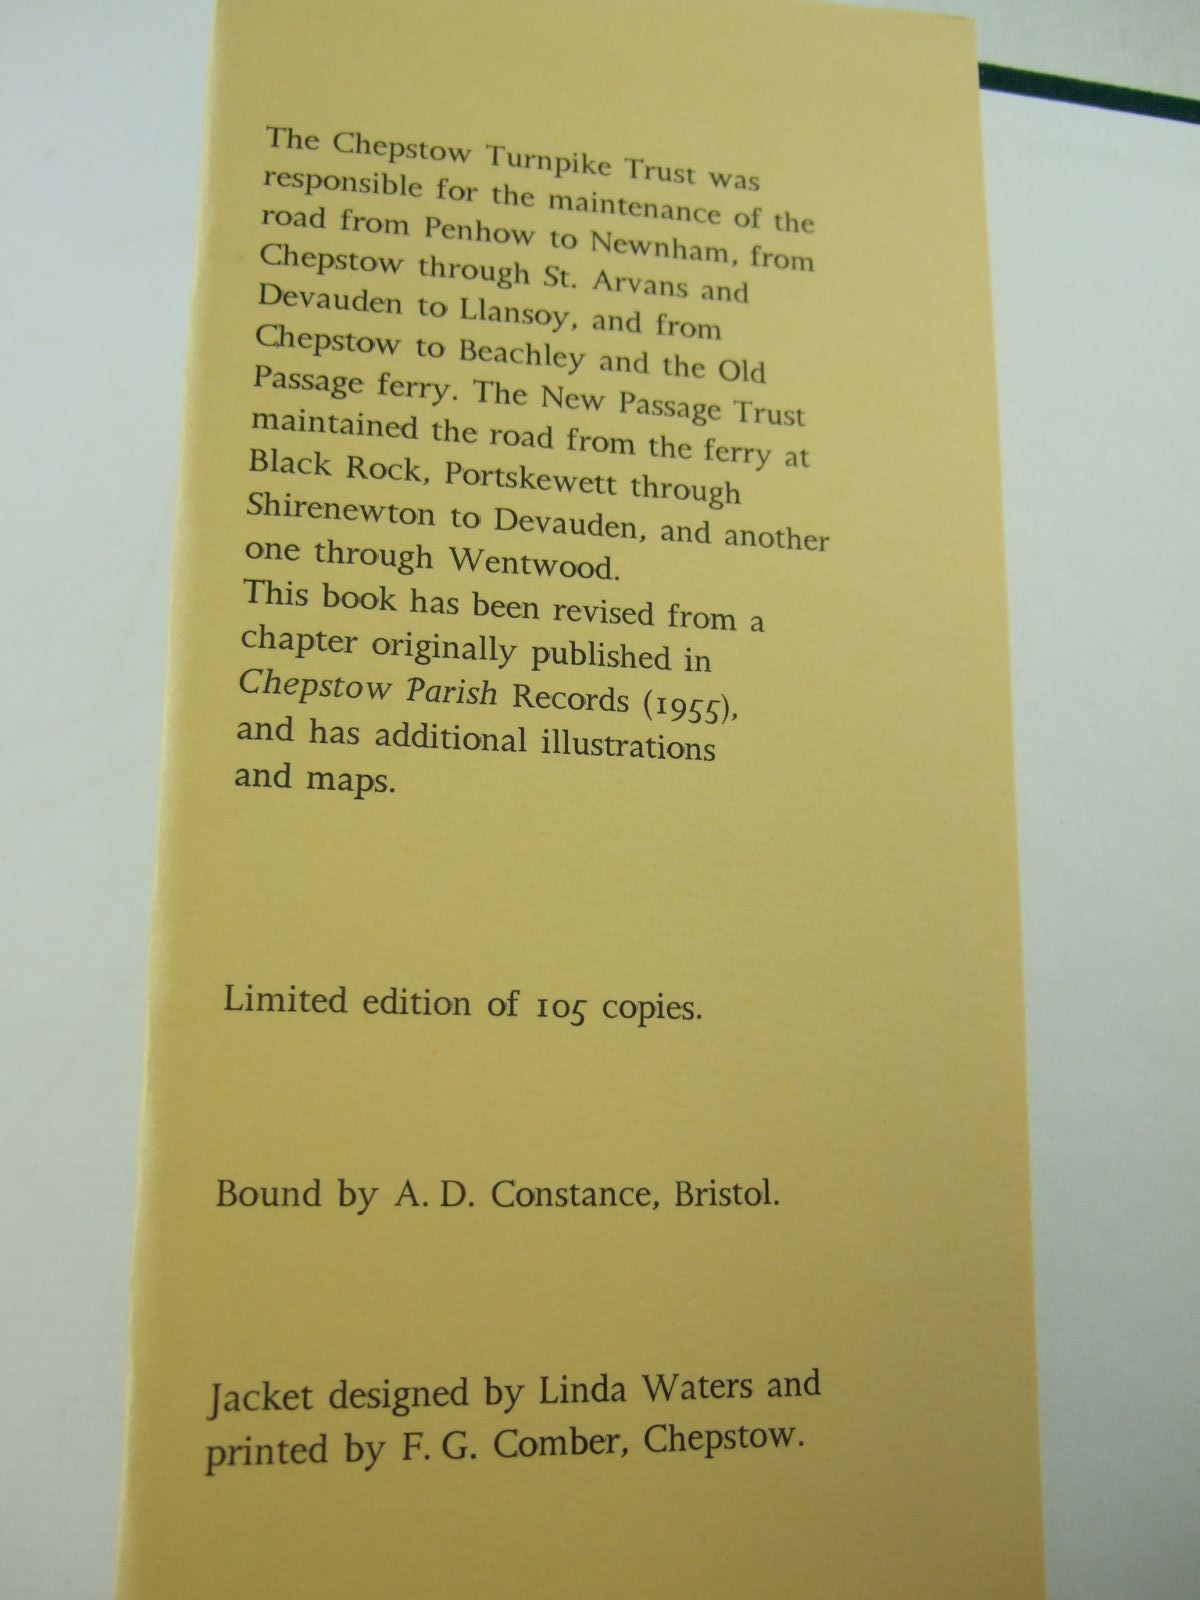 The Chepstow Turnpike Trust was
responsible for the maintenance of the
road from Penhow to Newnham, from
Chepstow through St. Arvans and
Devauden to Llansoy, and from
Chepstow to Beachley and the Old
Passage ferry. The New Passage Trust
maintained the road from the ferry at
Black Rock, Portskewett through
Shirenewton to Devauden, and another
one through Wentwood.
This book has been revised from a
chapter originally published in
Chepstow Parish Records (1955),
and has additional illustrations
and maps.
Limited edition of 105 copies.
Bound by A. D. Constance, Bristol.
Jacket designed by Linda Waters and
printed by F. G. Comber, Chepstow.